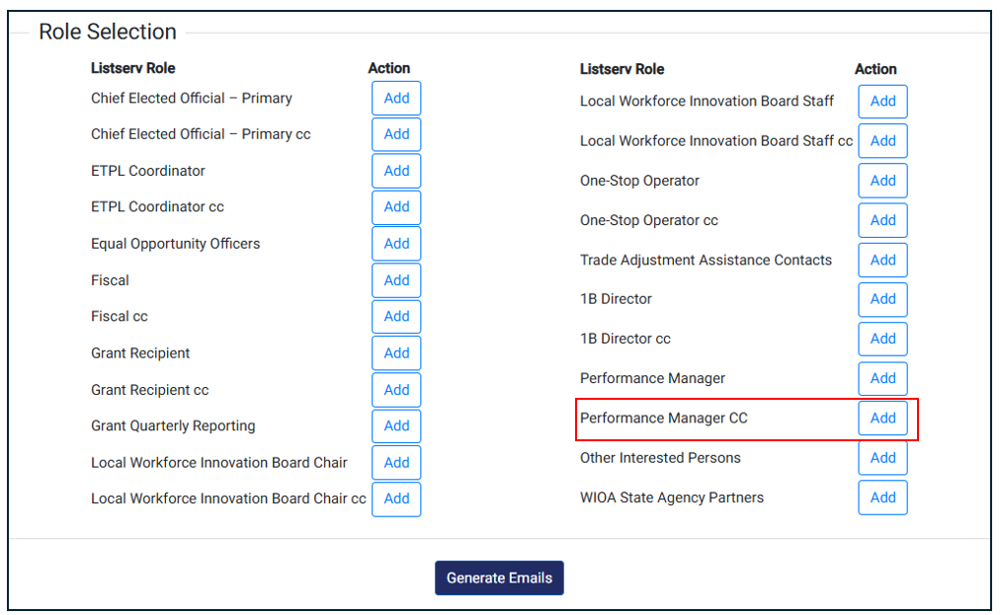 Role Selection
Listserv Role Action
Chief Elected Official – Primary Add
Chief Elected Official – Primary cc Add
ETPL Coordinator Add
ETPL Coordinator cc Add
Equal Opportunity Officers Add
Fiscal Add
Fiscal cc Add
Grant Recipient Add
Grant Recipient cc Add
Grant Quarterly Reporting Add
Local Workforce Innovation Board Chair Add
Local Workforce Innovation Board Chair cc Add
Listserv Role Action
Local Workforce Innovation Board Staff Add
Local Workforce Innovation Board Staff cc Add
One-Stop Operator Add
One-Stop Operator cc Add
Trade Adjustment Assistance Contacts Add
1B Director Add
1B Director cc Add
Performance Manager Add
Performance Manager CC Add
Other Interested Persons Add
WIOA State Agency Partners Add
Generate Emails